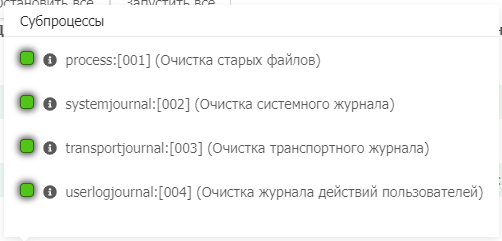 Остановить все Запустить все
Субпроцессы
process:[001] (Очистка старых файлов)
systemjournal:[002] (Очистка системного журнала)
transportjournal:[003] (Очистка транспортного журнала)
userlogjournal:[004] (Очистка журнала действий пользователей)